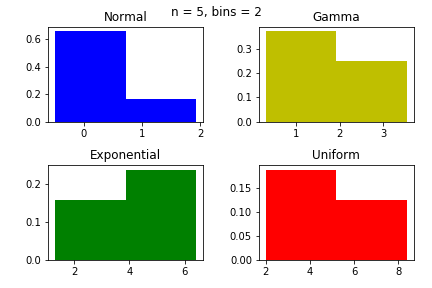 n = 5, bins = 2
Normal
Gamma
0.6
0.4
0.2
0.0
0 1 2
0.3
0.2
0.1
0.0
1 2 3
Exponential
Uniform
0.2
0.1
0.0
2 4 6
0.15
0.10
0.05
0.00
2 4 6 8